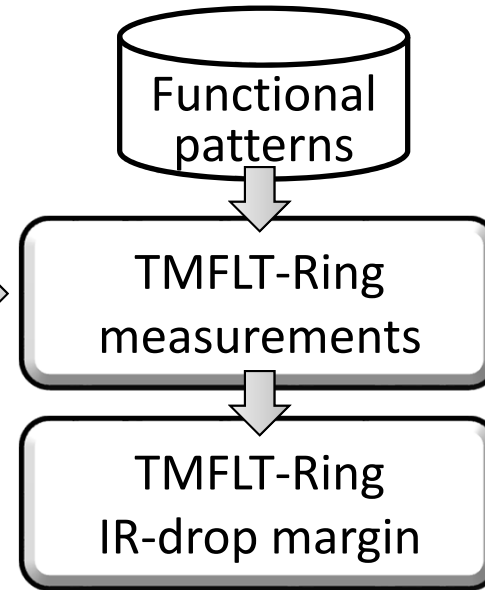 Functional
patterns
TMFLT-Ring
measurements
TMFLT-Ring
IR-drop margin